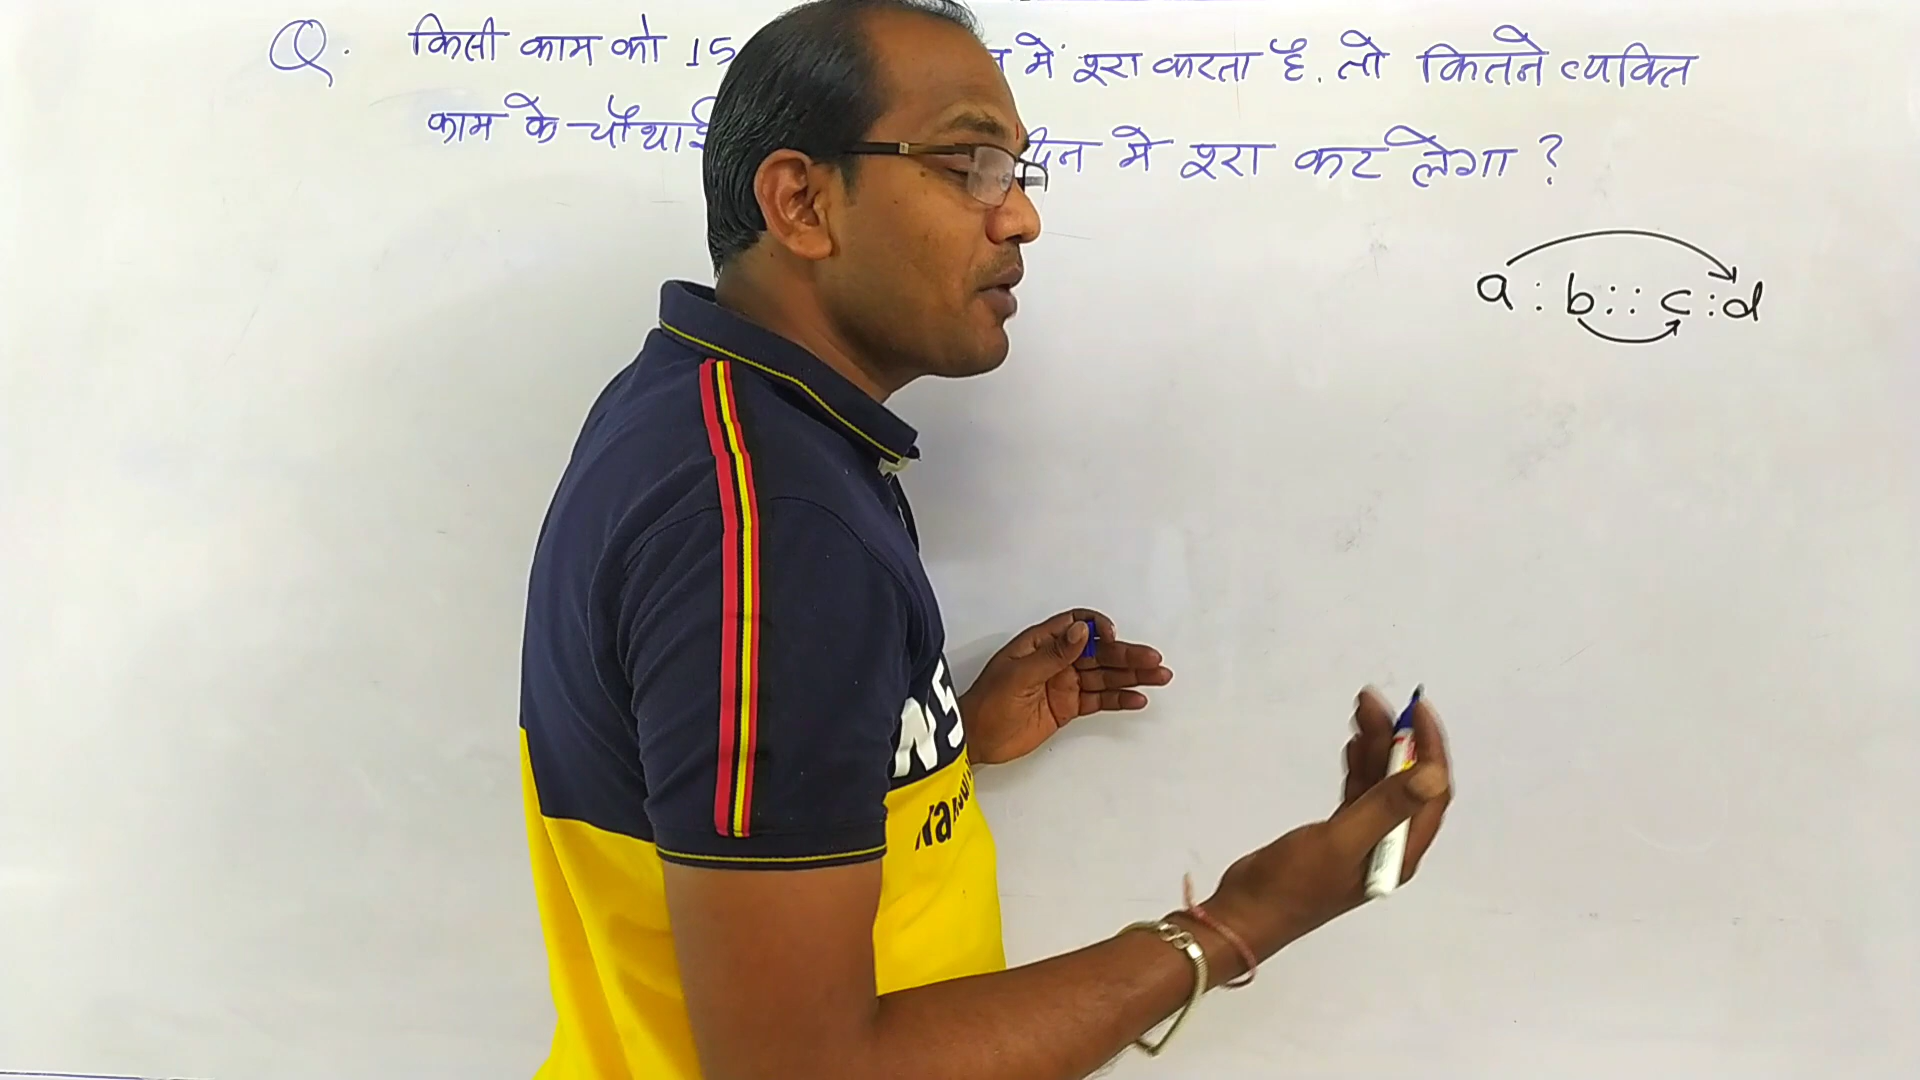 Q. किसी काम को 15 में पूरा करता है. तो कितने व्यक्ति
काम के चौथाई दिन मे पूरा कर लेगा ?
a : b :: c : d